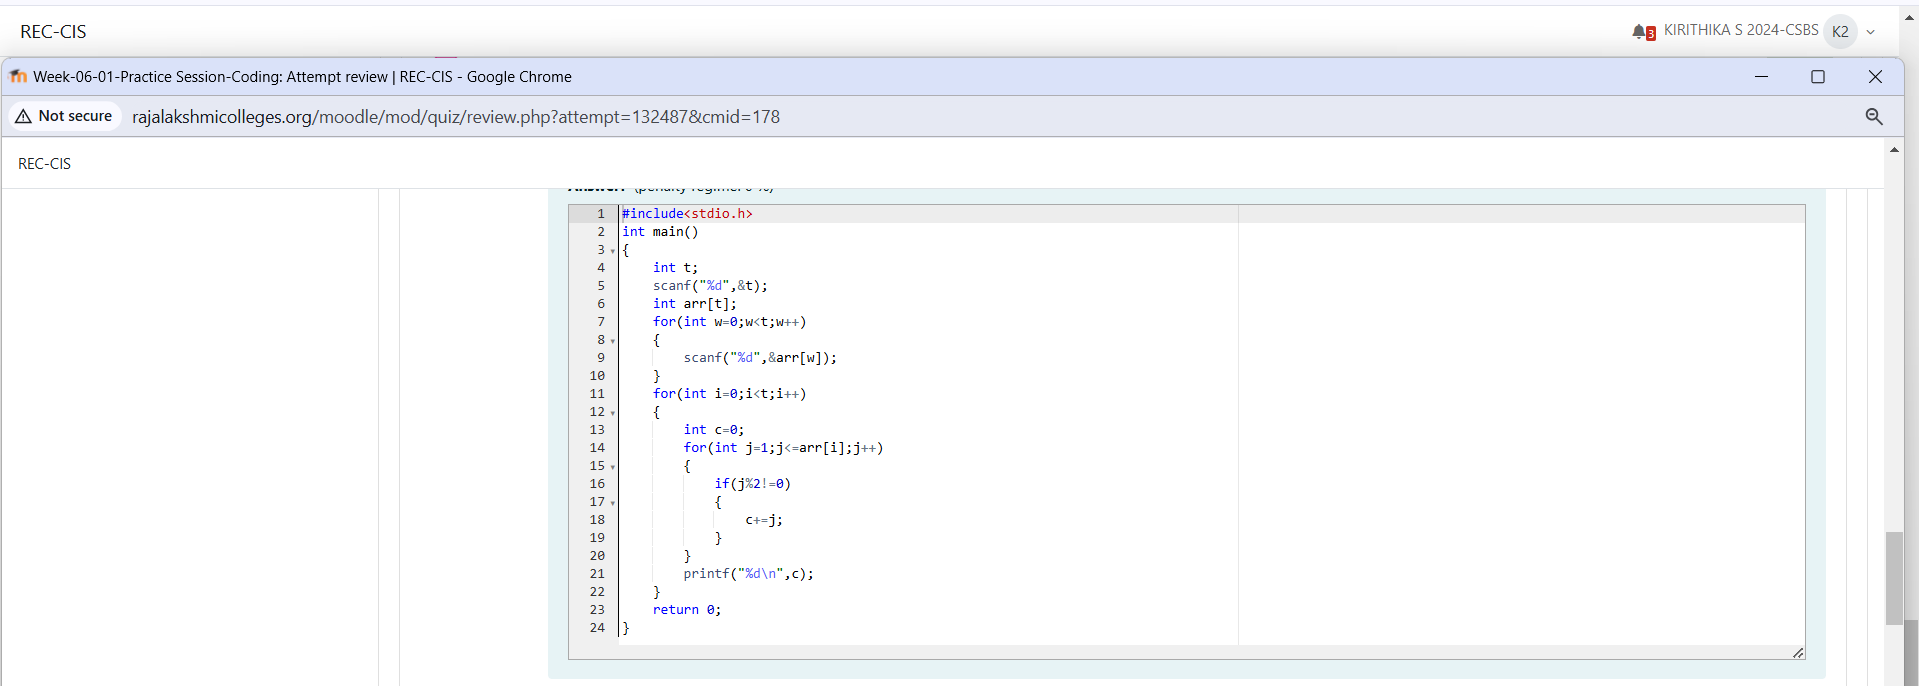 REC-CIS
3 KIRITHIKA S 2024-CSBS K2
Week-06-01-Practice Session-Coding: Attempt review | REC-CIS - Google Chrome
Not secure rajalakshmicolleges.org/moodle/mod/quiz/review.php?attempt=132487&cmid=178
REC-CIS
1 #include<stdio.h>
2 int main()
3 {
4 int t;
5 scanf("%d",&t);
6 int arr[t];
7 for(int w=0;w<t;w++)
8 {
9 scanf("%d",&arr[w]);
10 }
11 for(int i=0;i<t;i++)
12 {
13 int c=0;
14 for(int j=1;j<=arr[i];j++)
15 {
16 if(j%2!=0)
17 {
18 c+=j;
19 }
20 }
21 printf("%d\n",c);
22 }
23 return 0;
24 }